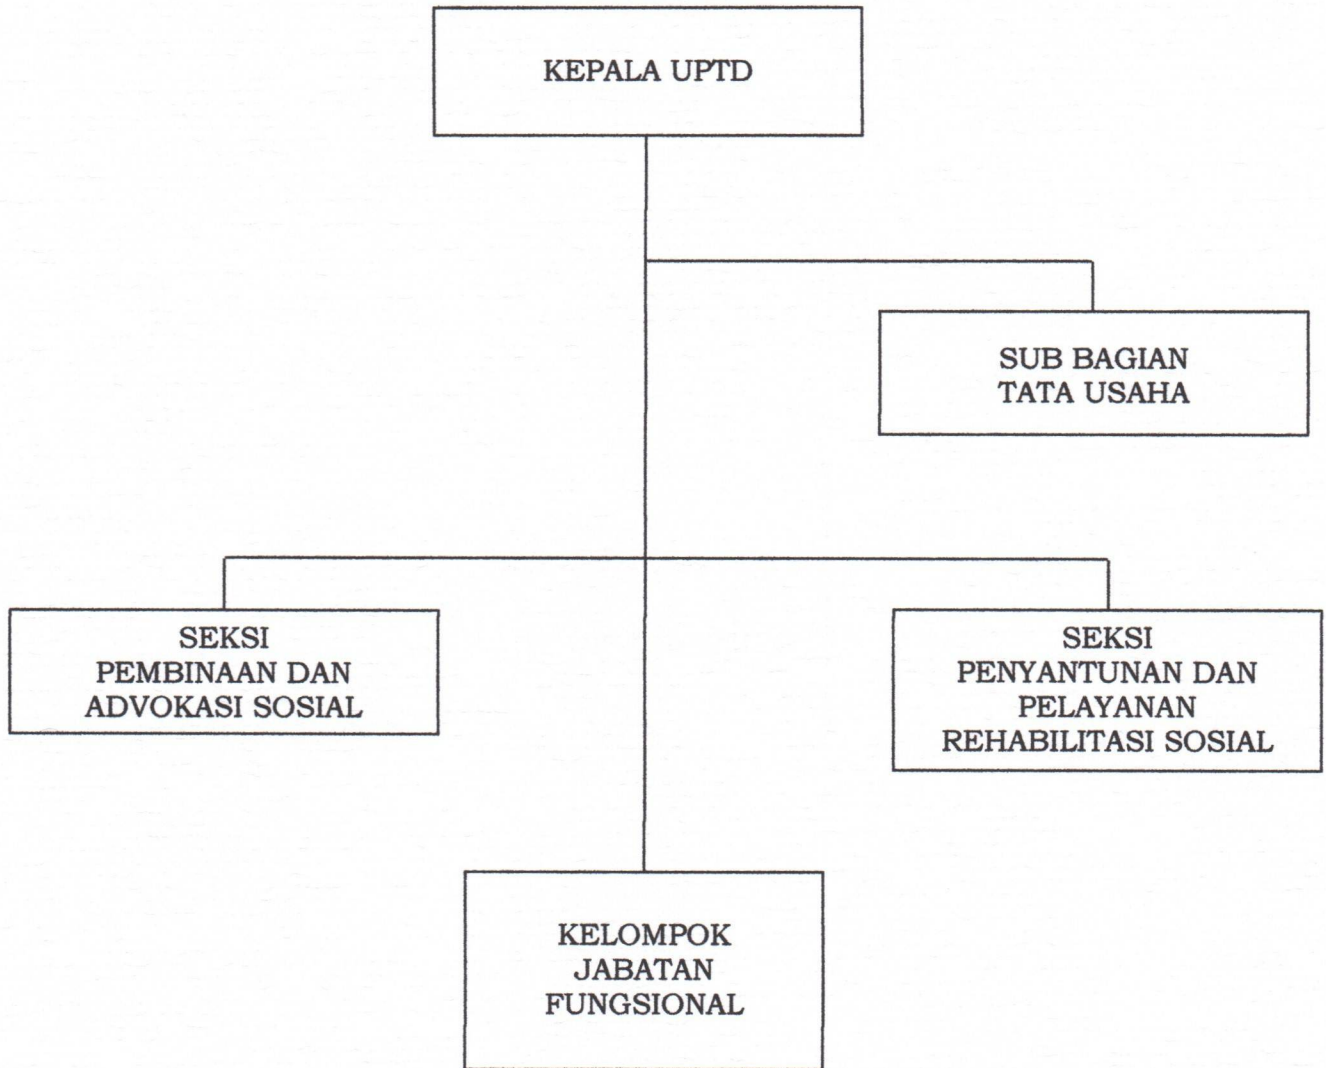 KEPALA UPTD
SUB BAGIAN
TATA USAHA
SEKSI
PEMBINAAN DAN
ADVOKASI SOSIAL
SEKSI
PENYANTUNAN DAN
PELAYANAN
REHABILITASI SOSIAL
KELOMPOK
JABATAN
FUNGSIONAL